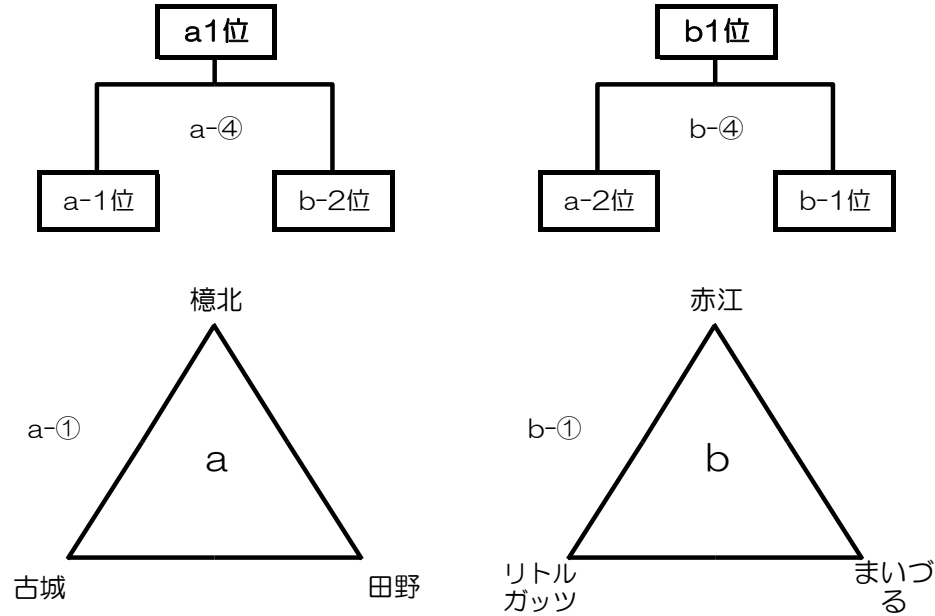 a1位
b1位
a-④
b-④
a-1位
b-2位
a-2位
b-1位
檍北
赤江
a-①
b-①
a
b
古城
田野
リトル
ガッツ
まいづ
る